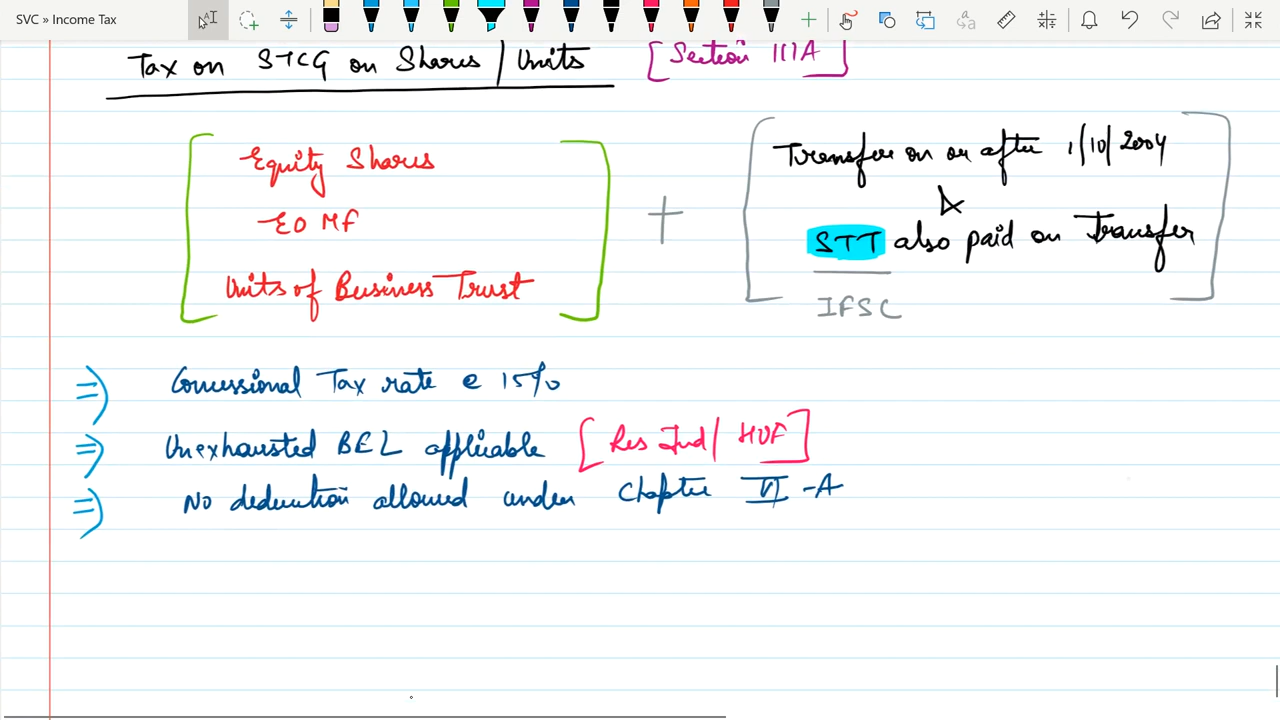 SVC » Income Tax
Tax on STCG on Shares / Units [Section 111A]
Equity Shares
EO MF
Units of Business Trust
+
Transfer on or after 1/10/2004
&
STT also paid on Transfer
IFSC
⇒ Concessional Tax rate @ 15%
⇒ Unexhausted BEL applicable [Res Ind / HUF]
⇒ No deduction allowed under Chapter VI-A